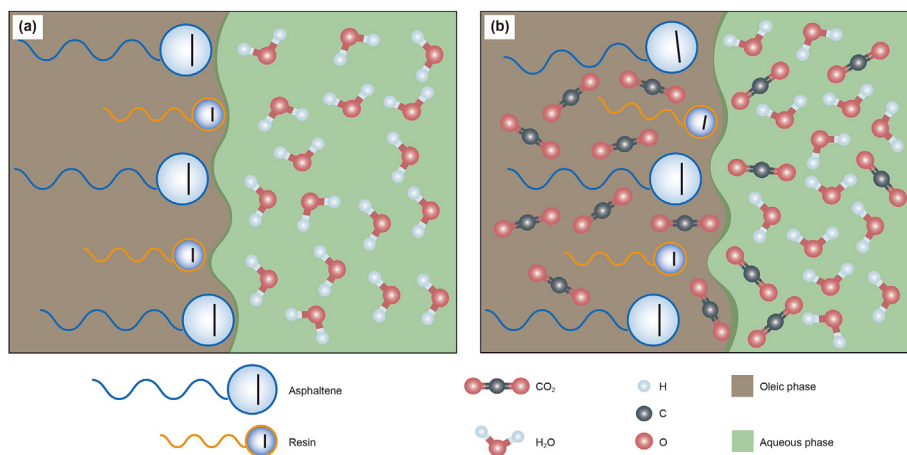 (a)
(b)
Asphaltene
Resin
CO₂
H₂O
H
C
O
Oleic phase
Aqueous phase